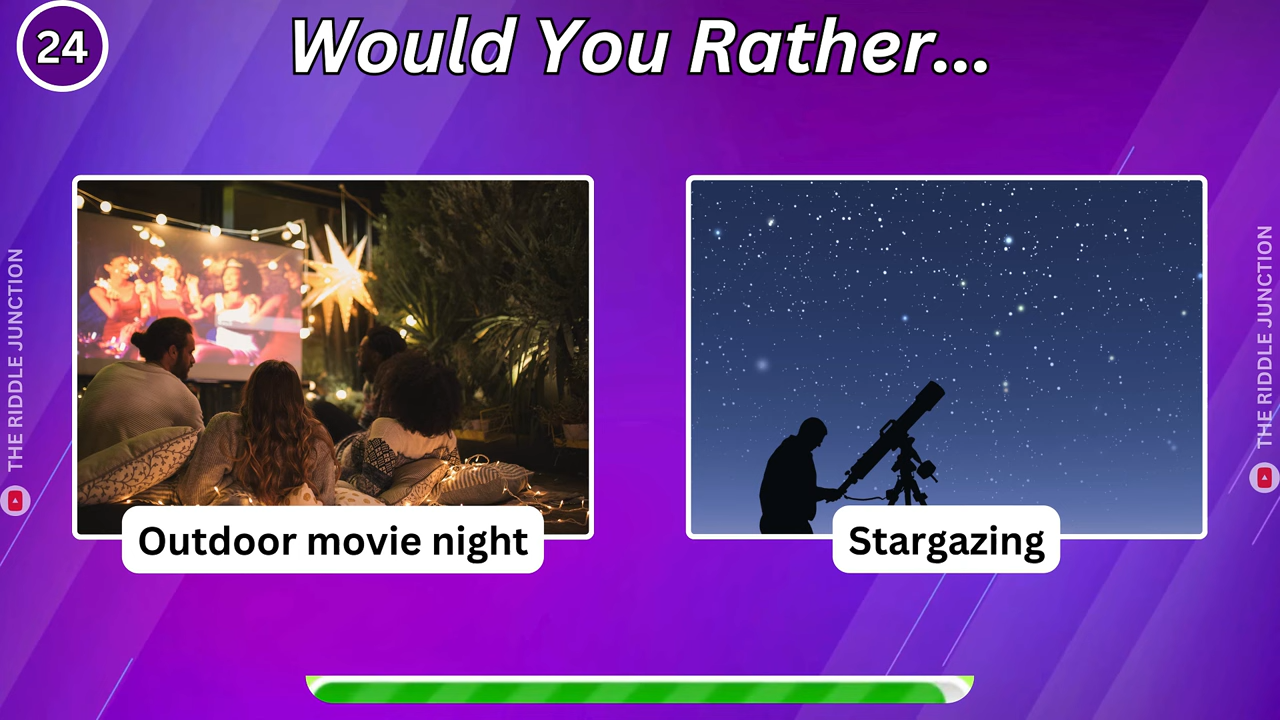 24
Would You Rather...
THE RIDDLE JUNCTION
THE RIDDLE JUNCTION
Outdoor movie night
Stargazing